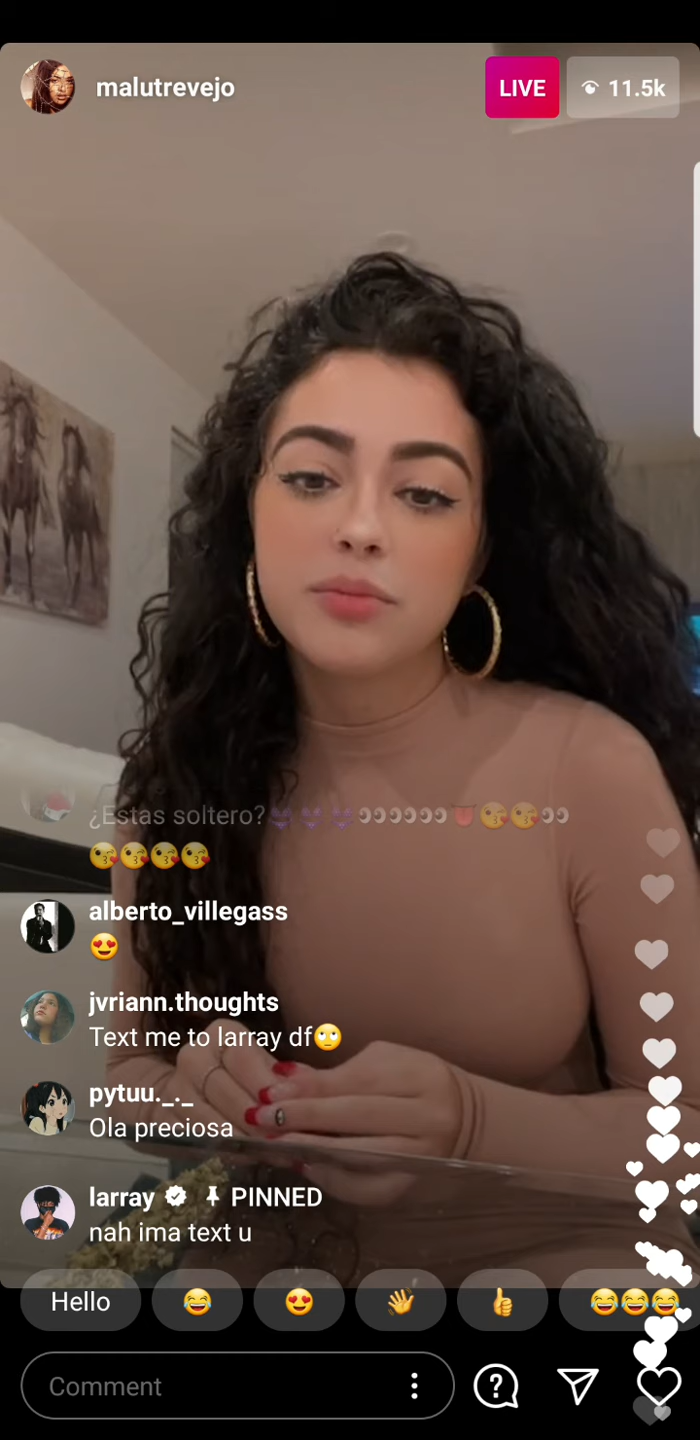 malutrevejo
LIVE
11.5k
¿Estas soltero?😈😈😈👀👀👀👅😘😘👀
😘😘😘😘
alberto_villegass
😍
jvriann.thoughts
Text me to larray df🙄
pytuu._._
Ola preciosa
larray PINNED
nah ima text u
Hello 😂 😍 👋 👍 😂😂😂
Comment